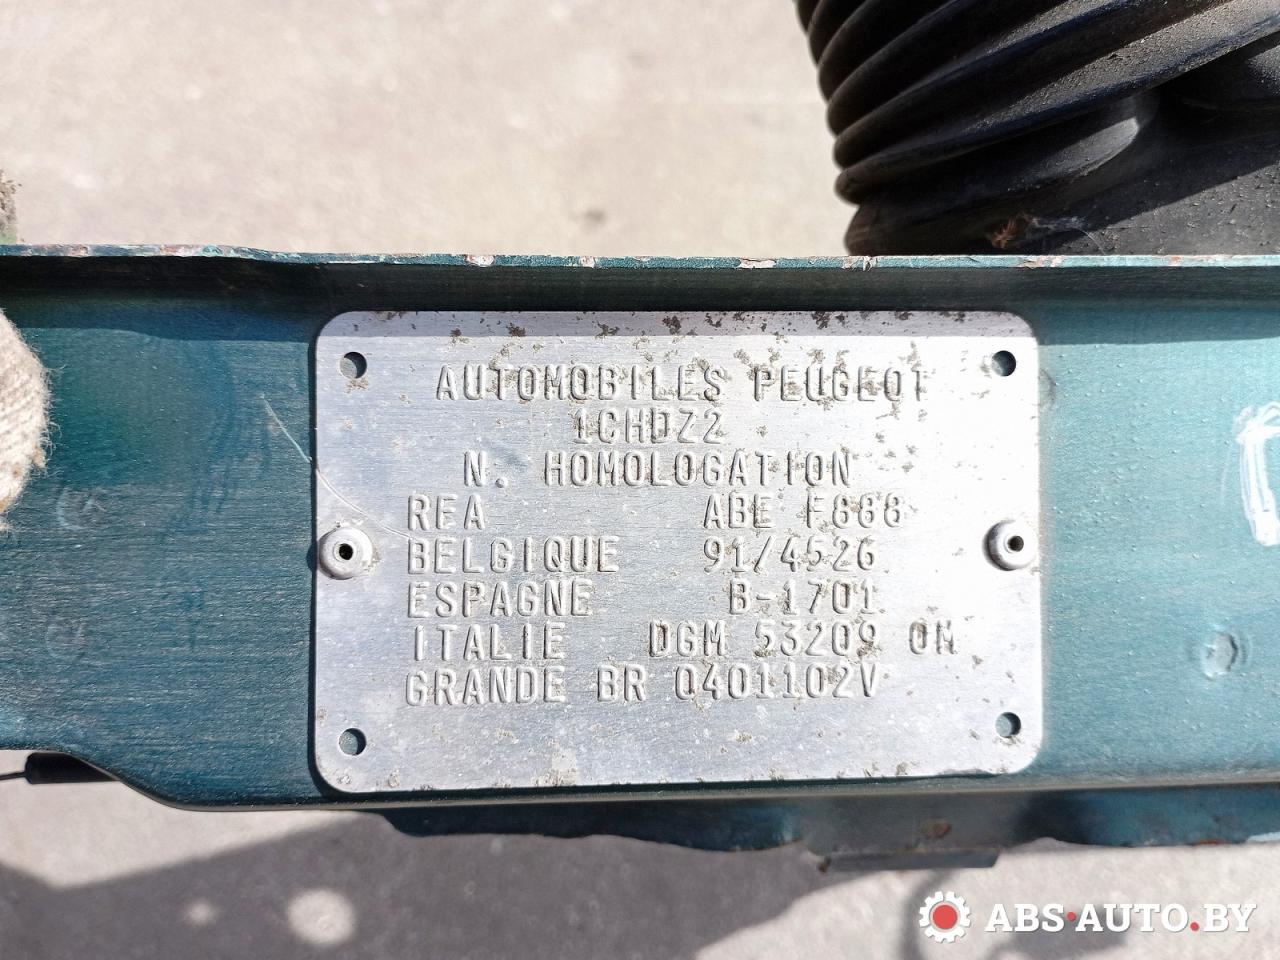 AUTOMOBILES PEUGEOT
1CHDZ2
N. HOMOLOGATION
RFA ABE F888
BELGIQUE 91/4526
ESPAGNE B-1701
ITALIE DGM 53209 OM
GRANDE BR 0401102V
ABS-AUTO.BY